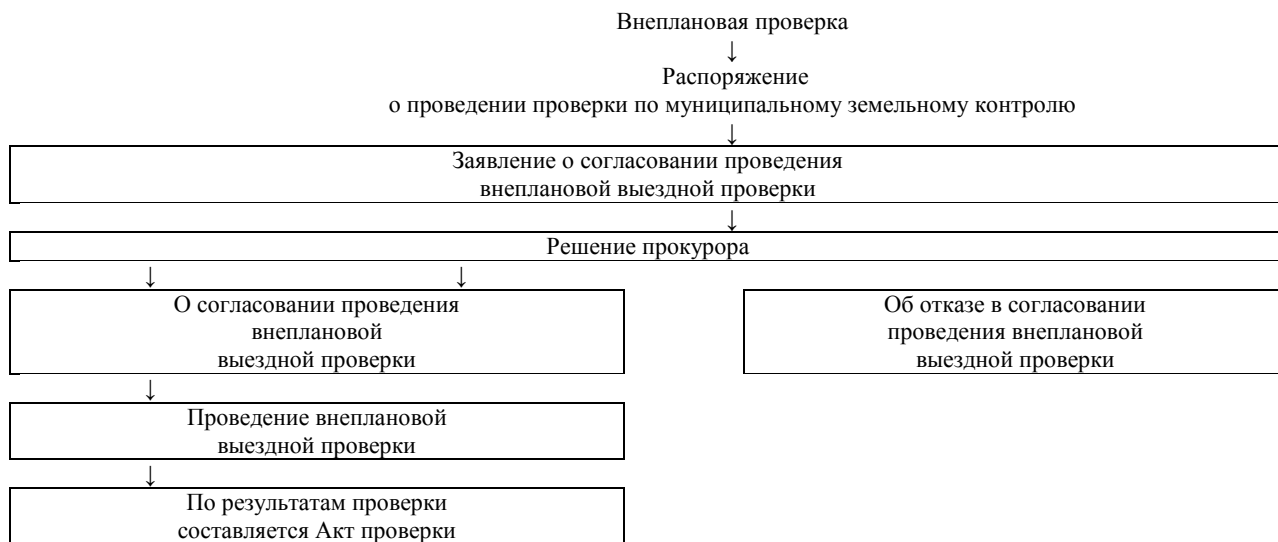 Внеплановая проверка
↓
Распоряжение
о проведении проверки по муниципальному земельному контролю
↓
Заявление о согласовании проведения
внеплановой выездной проверки
↓
Решение прокурора
↓ ↓
О согласовании проведения
внеплановой
выездной проверки
Об отказе в согласовании
проведения внеплановой
выездной проверки
↓
Проведение внеплановой
выездной проверки
↓
По результатам проверки
составляется Акт проверки